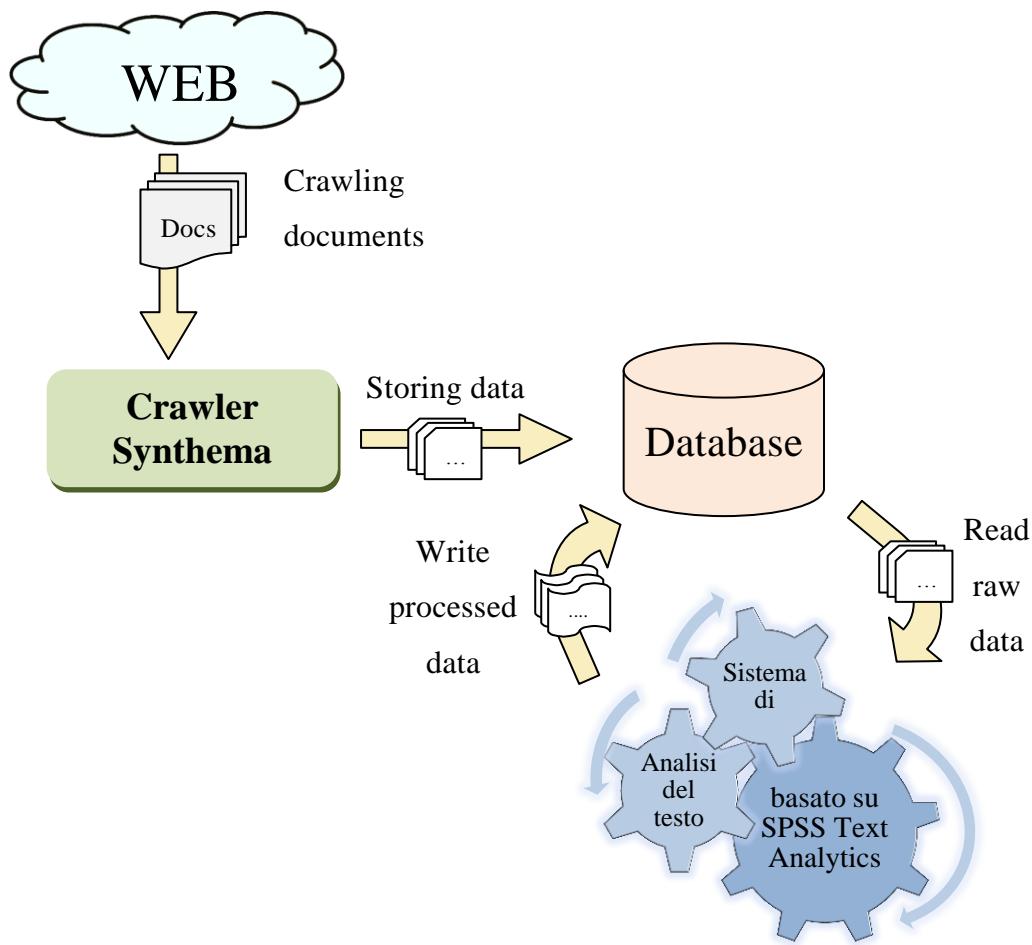 WEB
Crawling
documents
Docs
Crawler
Synthema
Storing data
...
Database
Write
processed
data
....
Read
raw
data
...
Sistema
di
Analisi
del
testo
basato su
SPSS Text
Analytics